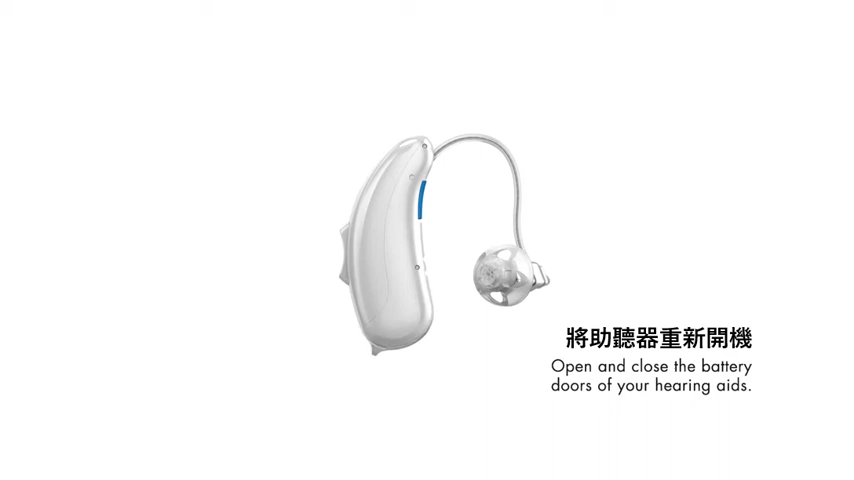 將助聽器重新開機
Open and close the battery
doors of your hearing aids.